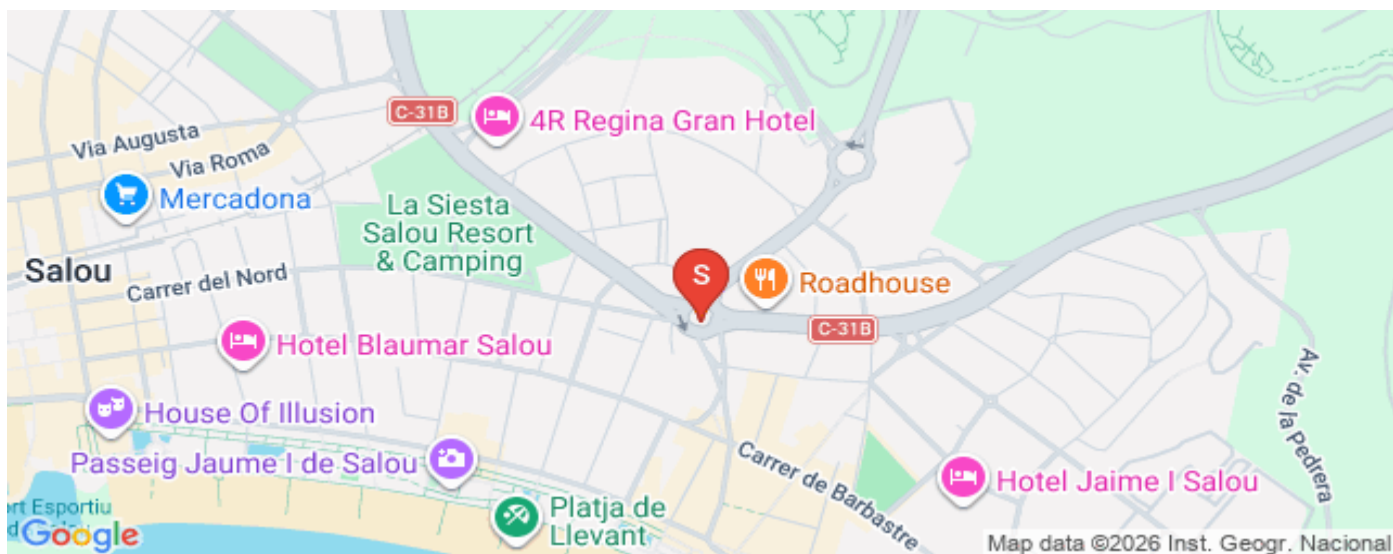 C-31B
4R Regina Gran Hotel
Via Augusta
Via Roma
Mercadona
La Siesta
Salou Resort
& Camping
Salou
Carrer del Nord
S
Roadhouse
C-31B
Hotel Blaumar Salou
House Of Illusion
Av. de la Pedrera
Passeig Jaume I de Salou
Carrer de Barbastre
Hotel Jaime I Salou
Platja de
Llevant
Esportiu
Google
Map data ©2026 Inst. Geogr. Nacional